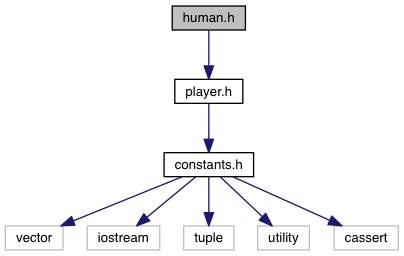 human.h
player.h
constants.h
vector iostream tuple utility cassert